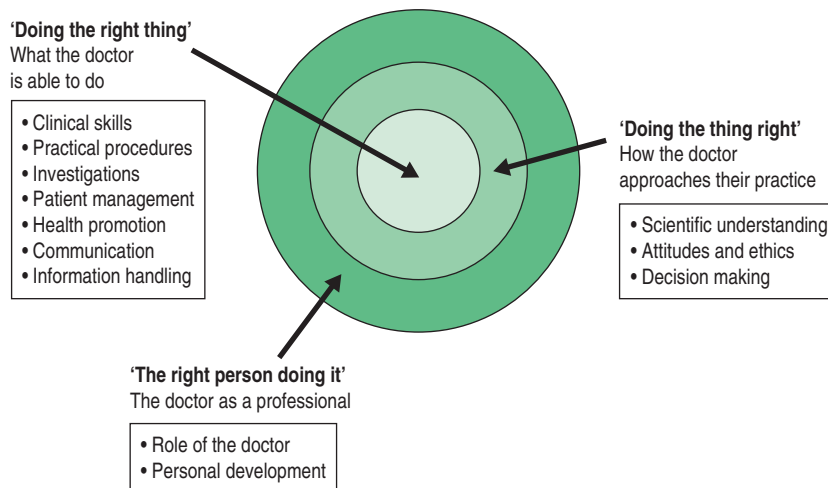 ‘Doing the right thing’
What the doctor
is able to do
• Clinical skills
• Practical procedures
• Investigations
• Patient management
• Health promotion
• Communication
• Information handling
‘Doing the thing right’
How the doctor
approaches their practice
• Scientific understanding
• Attitudes and ethics
• Decision making
‘The right person doing it’
The doctor as a professional
• Role of the doctor
• Personal development